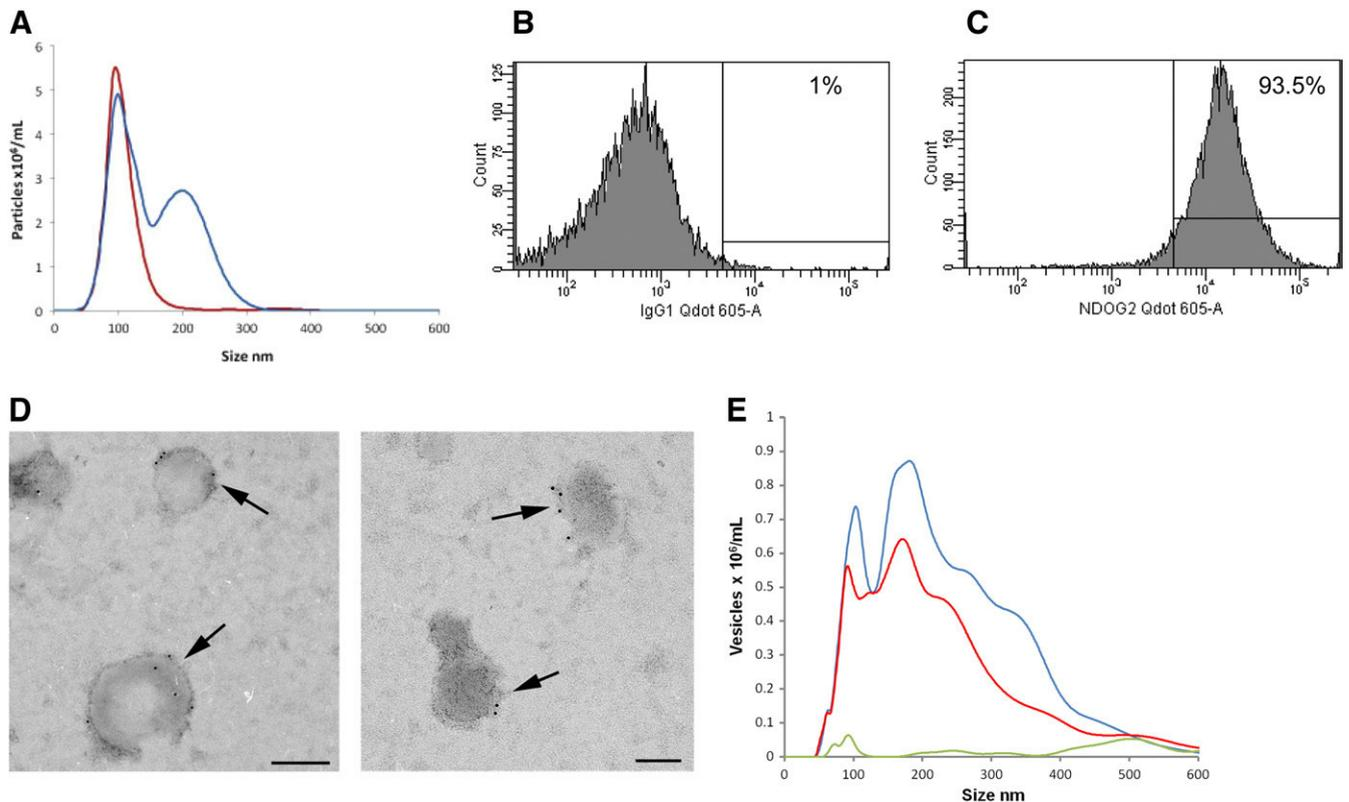 A
6
5
4
3
2
1
0
Particles x10⁶/mL
0 100 200 300 400 500 600
Size nm
B
1%
125
100
75
50
25
0
Count
10² 10³ 10⁴ 10⁵
IgG1 Qdot 605-A
C
93.5%
200
150
100
50
0
Count
10² 10³ 10⁴ 10⁵
NDOG2 Qdot 605-A
D
E
1
0.9
0.8
0.7
0.6
0.5
0.4
0.3
0.2
0.1
0
Vesicles x 10⁶/mL
0 100 200 300 400 500 600
Size nm